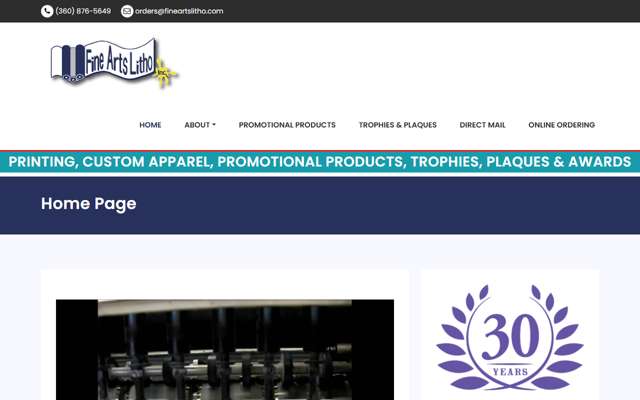 (360) 876-5649 orders@fineartslitho.com
Fine Arts Litho
Inc.
HOME ABOUT PROMOTIONAL PRODUCTS TROPHIES & PLAQUES DIRECT MAIL ONLINE ORDERING
PRINTING, CUSTOM APPAREL, PROMOTIONAL PRODUCTS, TROPHIES, PLAQUES & AWARDS
Home Page
30
YEARS